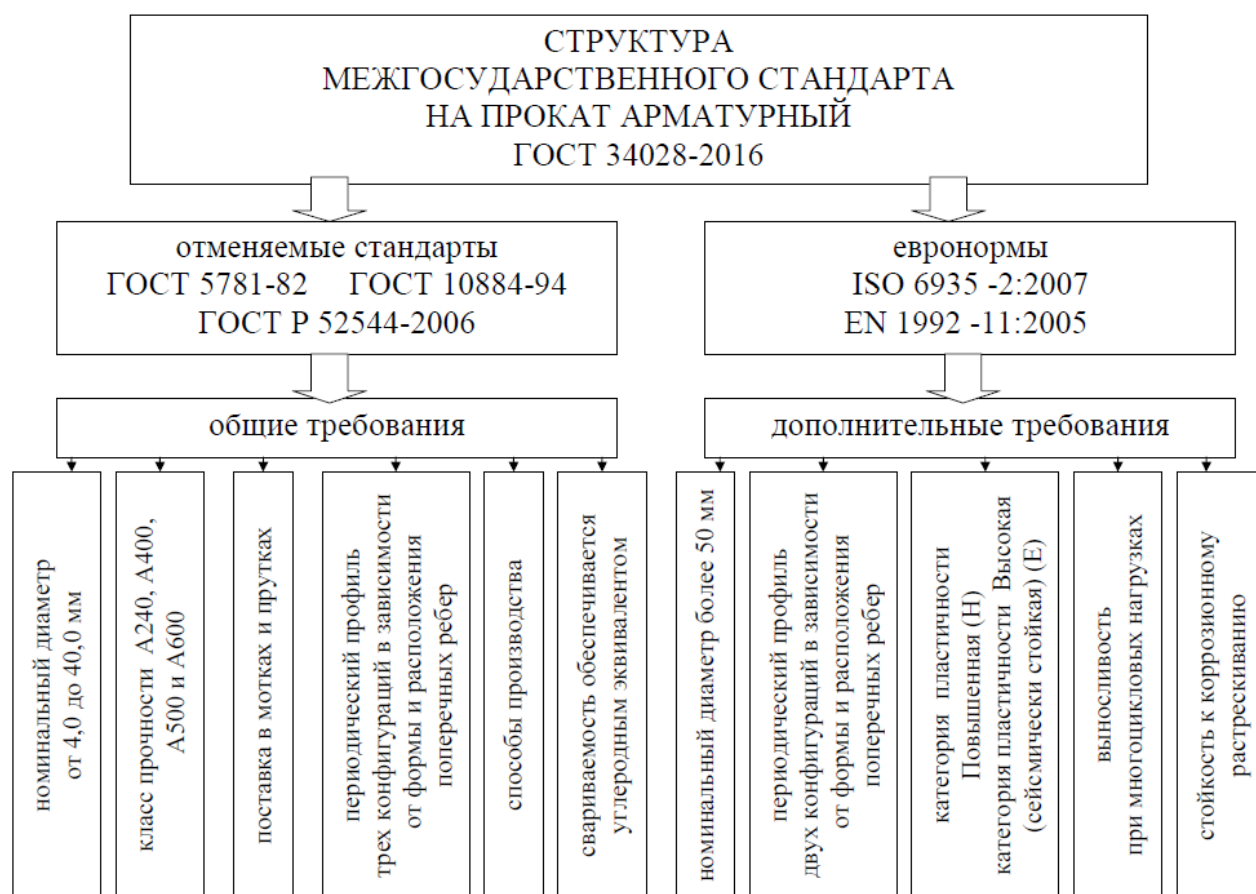 СТРУКТУРА
МЕЖГОСУДАРСТВЕННОГО СТАНДАРТА
НА ПРОКАТ АРМАТУРНЫЙ
ГОСТ 34028-2016
отменяемые стандарты
ГОСТ 5781-82 ГОСТ 10884-94
ГОСТ Р 52544-2006
евронормы
ISO 6935 -2:2007
EN 1992 -11:2005
общие требования
дополнительные требования
номинальный диаметр
от 4,0 до 40,0 мм
класс прочности А240, А400,
А500 и А600
поставка в мотках и прутках
периодический профиль
трех конфигураций в зависимости
от формы и расположения
поперечных ребер
способы производства
свариваемость обеспечивается
углеродным эквивалентом
номинальный диаметр более 50 мм
периодический профиль
двух конфигураций в зависимости
от формы и расположения
поперечных ребер
категория пластичности
Повышенная (Н)
категория пластичности Высокая
(сейсмически стойкая) (Е)
выносливость
при многоцикловых нагрузках
стойкость к коррозионному
растрескиванию